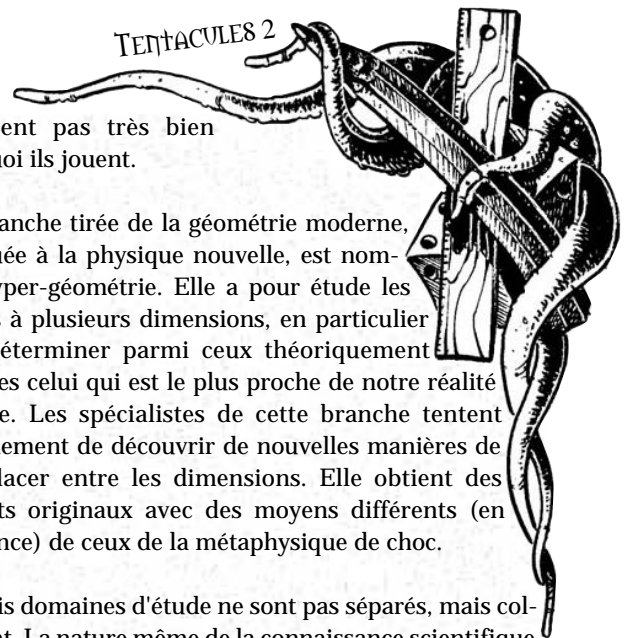 TENTACULES 2
ent pas très bien
uoi ils jouent.
anche tirée de la géométrie moderne,
uée à la physique nouvelle, est nom-
yper-géométrie. Elle a pour étude les
s à plusieurs dimensions, en particulier
éterminer parmi ceux théoriquement
es celui qui est le plus proche de notre réalité
e. Les spécialistes de cette branche tentent
lement de découvrir de nouvelles manières de
lacer entre les dimensions. Elle obtient des
ts originaux avec des moyens différents (en
nce) de ceux de la métaphysique de choc.
is domaines d'étude ne sont pas séparés, mais col-
t. La nature même de la connaissance scientifique